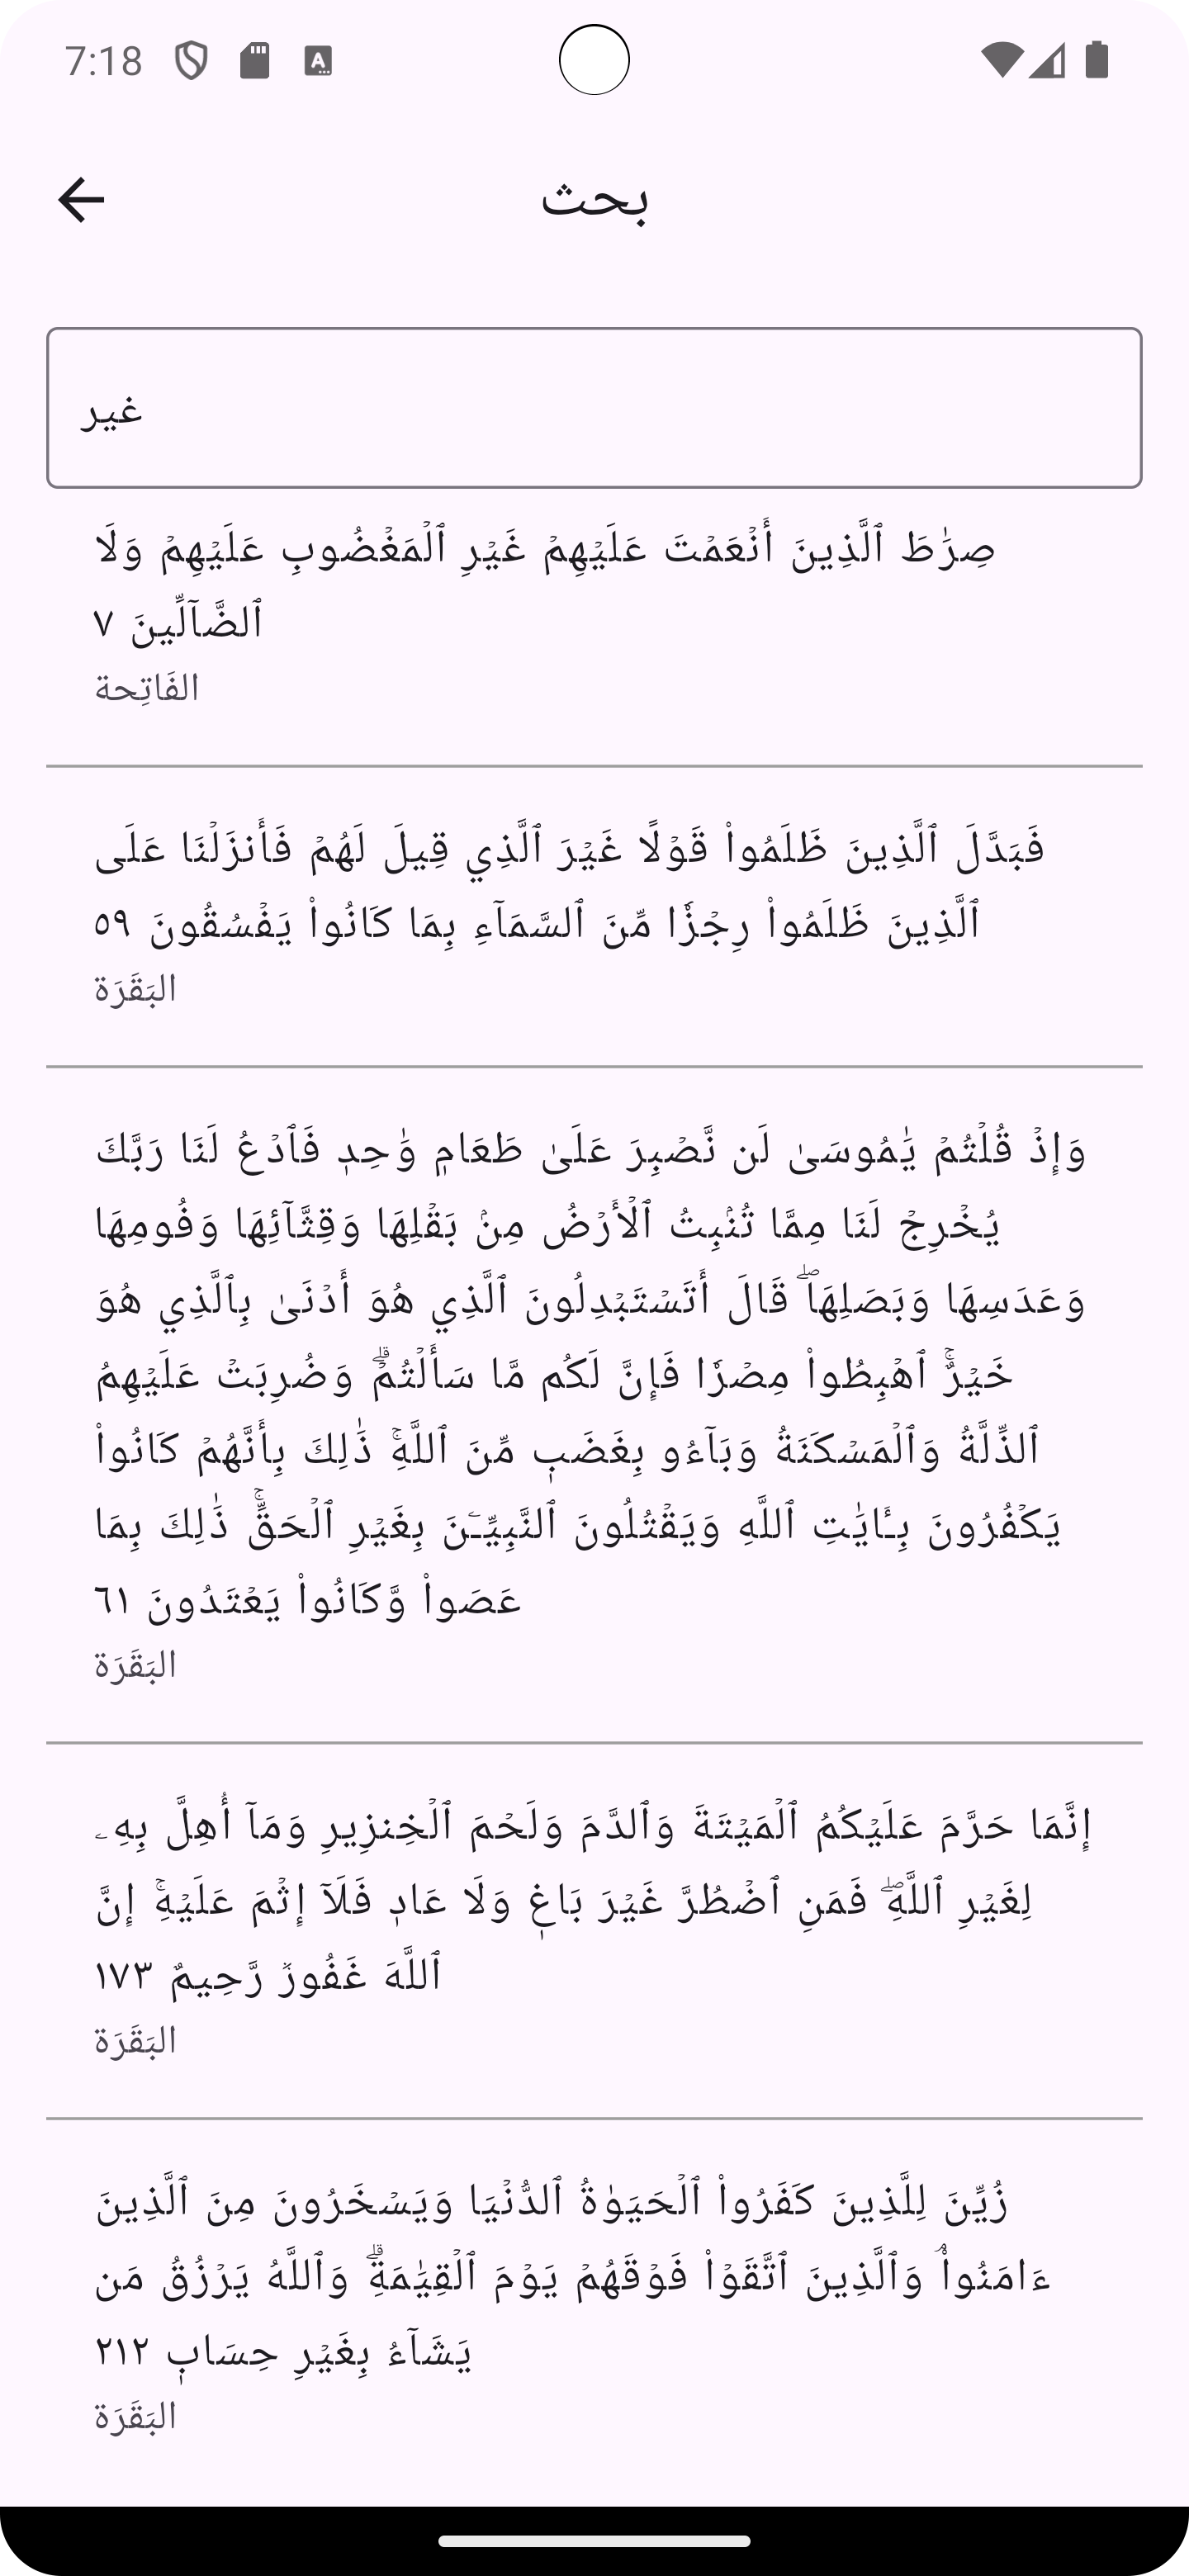 7:18
بحث
غير
صِرَٰطَ ٱلَّذِينَ أَنۡعَمۡتَ عَلَيۡهِمۡ غَيۡرِ ٱلۡمَغۡضُوبِ عَلَيۡهِمۡ وَلَا
ٱلضَّآلِّينَ ٧
الفَاتِحة
فَبَدَّلَ ٱلَّذِينَ ظَلَمُواْ قَوۡلًا غَيۡرَ ٱلَّذِي قِيلَ لَهُمۡ فَأَنزَلۡنَا عَلَى
ٱلَّذِينَ ظَلَمُواْ رِجۡزٗا مِّنَ ٱلسَّمَآءِ بِمَا كَانُواْ يَفۡسُقُونَ ٥٩
البَقَرَة
وَإِذۡ قُلۡتُمۡ يَٰمُوسَىٰ لَن نَّصۡبِرَ عَلَىٰ طَعَامٖ وَٰحِدٖ فَٱدۡعُ لَنَا رَبَّكَ
يُخۡرِجۡ لَنَا مِمَّا تُنۢبِتُ ٱلۡأَرۡضُ مِنۢ بَقۡلِهَا وَقِثَّآئِهَا وَفُومِهَا
وَعَدَسِهَا وَبَصَلِهَاۖ قَالَ أَتَسۡتَبۡدِلُونَ ٱلَّذِي هُوَ أَدۡنَىٰ بِٱلَّذِي هُوَ
خَيۡرٌۚ ٱهۡبِطُواْ مِصۡرٗا فَإِنَّ لَكُم مَّا سَأَلۡتُمۡۗ وَضُرِبَتۡ عَلَيۡهِمُ
ٱلذِّلَّةُ وَٱلۡمَسۡكَنَةُ وَبَآءُو بِغَضَبٖ مِّنَ ٱللَّهِۚ ذَٰلِكَ بِأَنَّهُمۡ كَانُواْ
يَكۡفُرُونَ بِـَٔايَٰتِ ٱللَّهِ وَيَقۡتُلُونَ ٱلنَّبِيِّـۧنَ بِغَيۡرِ ٱلۡحَقِّۚ ذَٰلِكَ بِمَا
عَصَواْ وَّكَانُواْ يَعۡتَدُونَ ٦١
البَقَرَة
إِنَّمَا حَرَّمَ عَلَيۡكُمُ ٱلۡمَيۡتَةَ وَٱلدَّمَ وَلَحۡمَ ٱلۡخِنزِيرِ وَمَآ أُهِلَّ بِهِۦ
لِغَيۡرِ ٱللَّهِۖ فَمَنِ ٱضۡطُرَّ غَيۡرَ بَاغٖ وَلَا عَادٖ فَلَآ إِثۡمَ عَلَيۡهِۚ إِنَّ
ٱللَّهَ غَفُورٞ رَّحِيمٌ ١٧٣
البَقَرَة
زُيِّنَ لِلَّذِينَ كَفَرُواْ ٱلۡحَيَوٰةُ ٱلدُّنۡيَا وَيَسۡخَرُونَ مِنَ ٱلَّذِينَ
ءَامَنُواْۘ وَٱلَّذِينَ ٱتَّقَوۡاْ فَوۡقَهُمۡ يَوۡمَ ٱلۡقِيَٰمَةِۗ وَٱللَّهُ يَرۡزُقُ مَن
يَشَآءُ بِغَيۡرِ حِسَابٖ ٢١٢
البَقَرَة